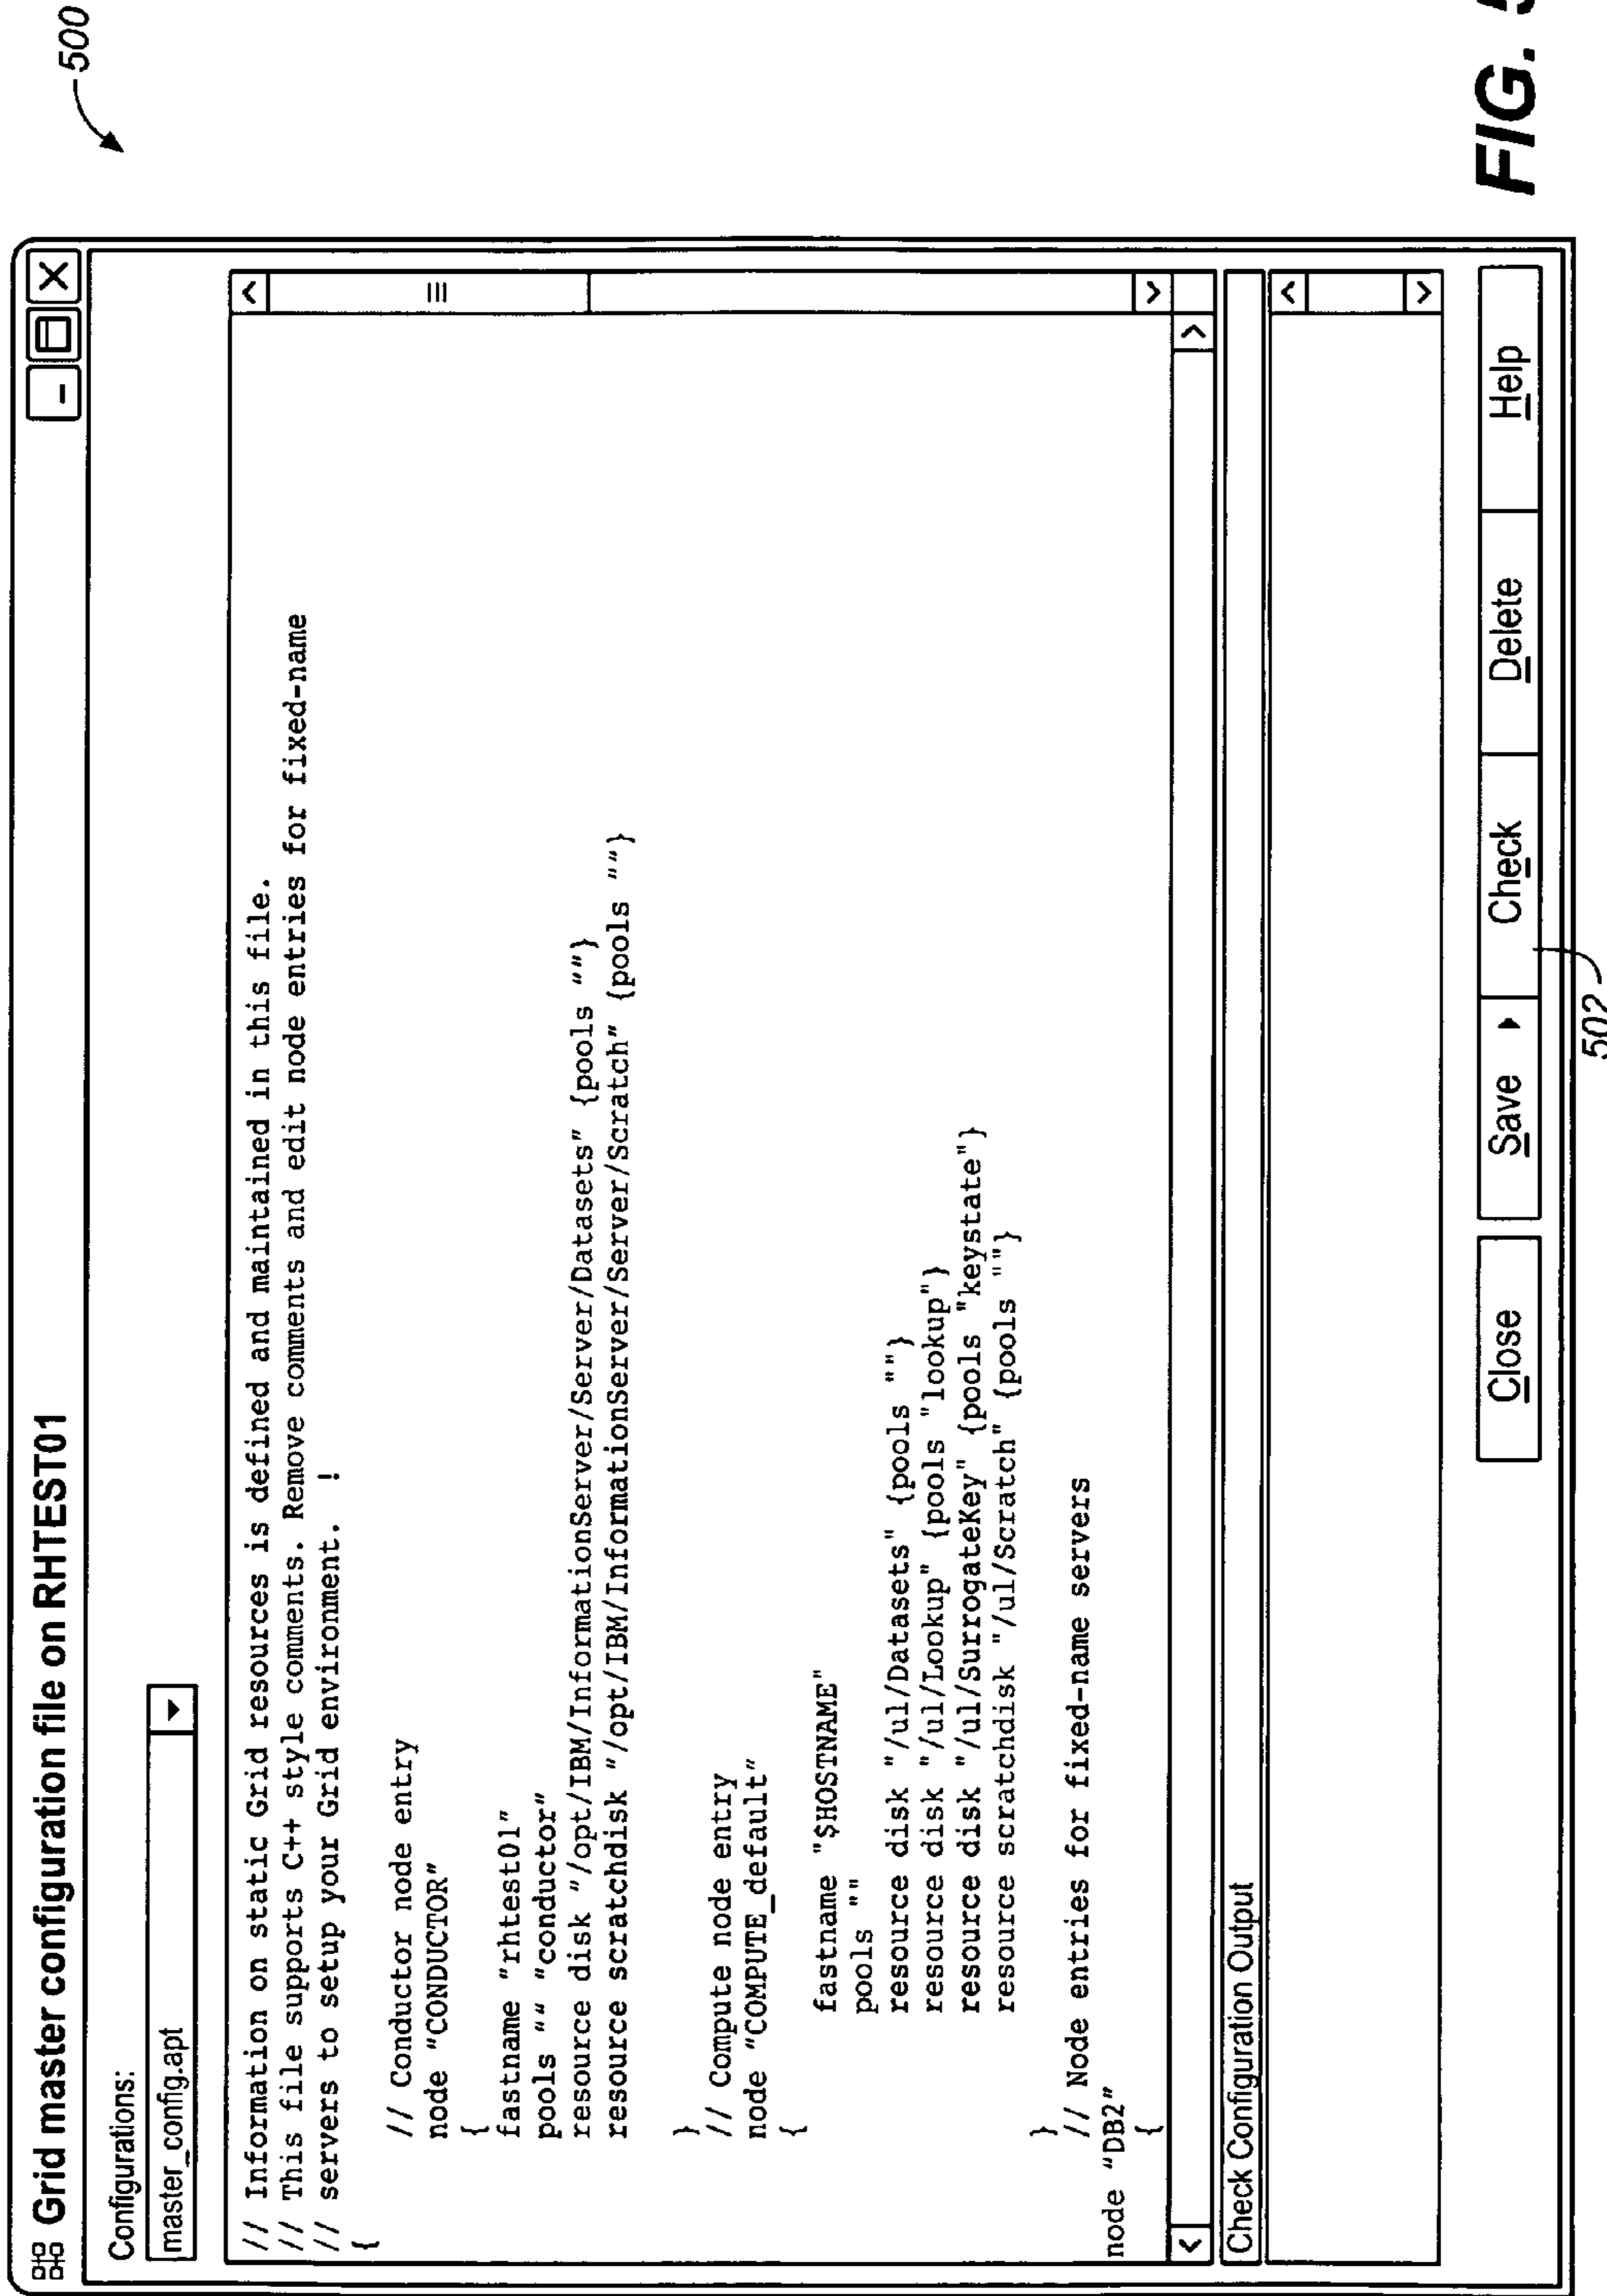 500
Grid master configuration file on RHTEST01
Configurations:
master_config.apt
// Information on static Grid resources is defined and maintained in this file.
// This file supports C++ style comments. Remove comments and edit node entries for fixed-name
// servers to setup your Grid environment. !
{
// Conductor node entry
node "CONDUCTOR"
{
fastname "rhtest01"
pools "" "conductor"
resource disk "/opt/IBM/InformationServer/Server/Datasets" {pools ""}
resource scratchdisk "/opt/IBM/InformationServer/Server/Scratch" {pools ""}
}
// Compute node entry
node "COMPUTE_default"
{
fastname "$HOSTNAME"
pools ""
resource disk "/ul/Datasets" {pools ""}
resource disk "/ul/Lookup" {pools "lookup"}
resource disk "/ul/SurrogateKey" {pools "keystate"}
resource scratchdisk "/ul/Scratch" {pools ""}
}
// Node entries for fixed-name servers
node "DB2"
{
Check Configuration Output
Close Save Check Delete Help
502
FIG. 5